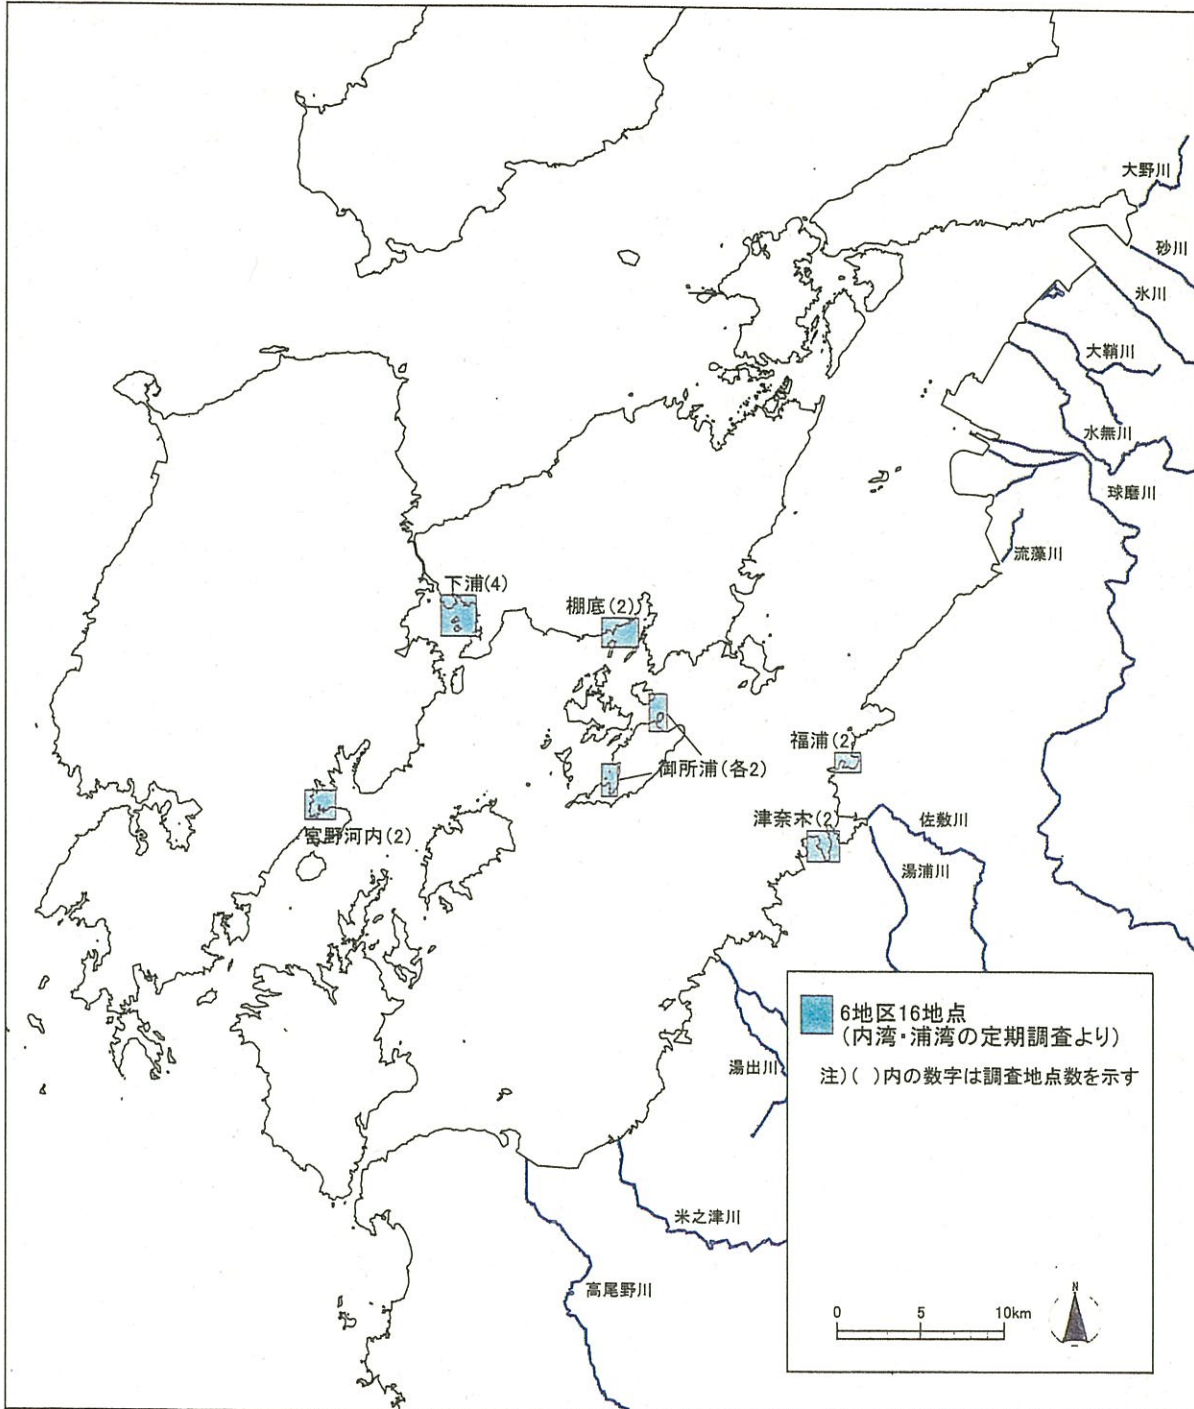 大野川
砂川
氷川
大鞘川
水無川
球磨川
流藻川
下浦(4)
棚底(2)
福浦(2)
御所浦(各2)
宮野河内(2)
津奈木(2)
佐敷川
湯浦川
湯出川
米之津川
高尾野川
6地区16地点
(内湾・浦湾の定期調査より)
注)( )内の数字は調査地点数を示す
N
0 5 10km